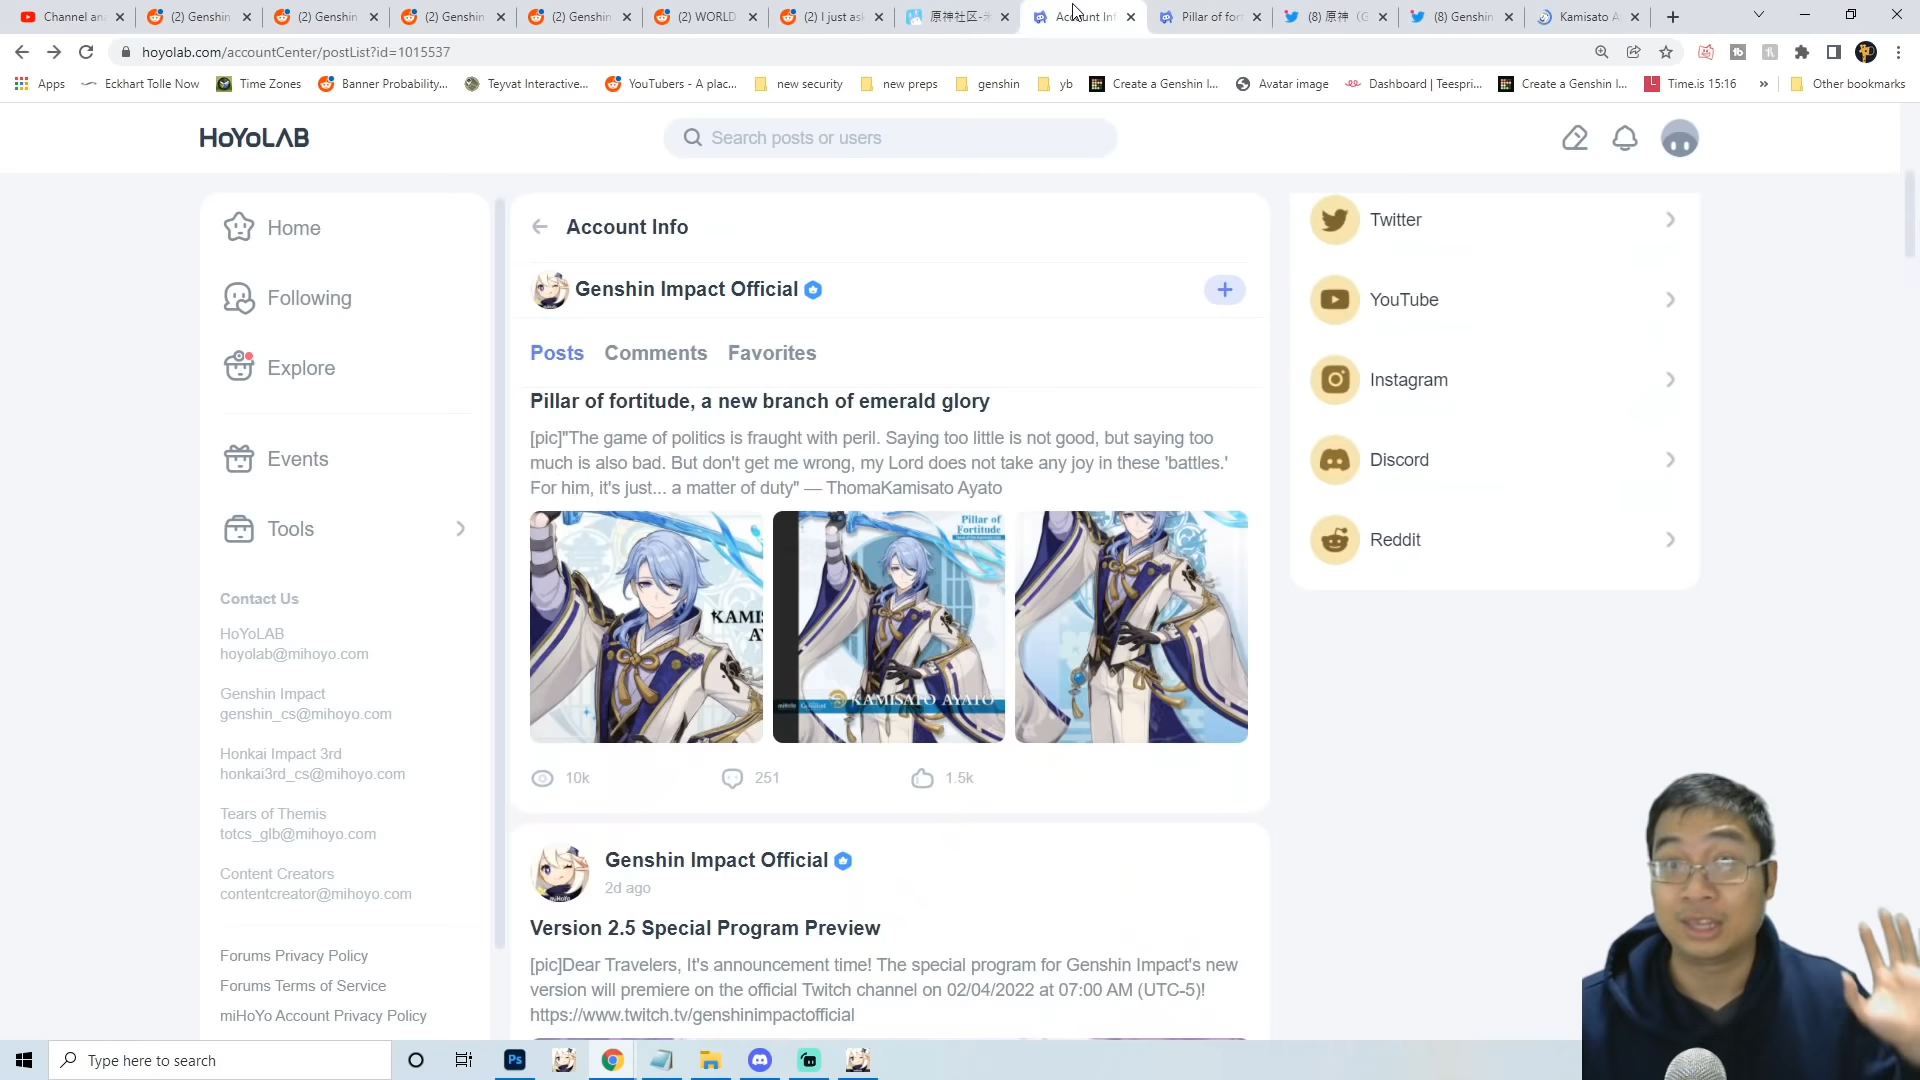 Channel ana
(2) Genshin
(2) Genshin
(2) Genshin
(2) Genshin
(2) WORLD
(2) I just ask
原神社区-
Account Inf
Pillar of fort
(8) 原神（G
(8) Genshin
Kamisato A
hoyolab.com/accountCenter/postList?id=1015537
Apps
Eckhart Tolle Now
Time Zones
Banner Probability...
Teyvat Interactive...
YouTubers - A plac...
new security
new preps
genshin
yb
Create a Genshin I...
Avatar image
Dashboard | Teespri...
Create a Genshin I...
Time.is 15:16
»
Other bookmarks
HoYoLAB
Search posts or users
Home
Following
Explore
Events
Tools
Contact Us
HoYoLAB
hoyolab@mihoyo.com
Genshin Impact
genshin_cs@mihoyo.com
Honkai Impact 3rd
honkai3rd_cs@mihoyo.com
Tears of Themis
totcs_glb@mihoyo.com
Content Creators
contentcreator@mihoyo.com
Forums Privacy Policy
Forums Terms of Service
miHoYo Account Privacy Policy
Account Info
Genshin Impact Official
Posts
Comments
Favorites
Pillar of fortitude, a new branch of emerald glory
[pic]"The game of politics is fraught with peril. Saying too little is not good, but saying too
much is also bad. But don't get me wrong, my Lord does not take any joy in these 'battles.'
For him, it's just... a matter of duty" — ThomaKamisato Ayato
KAMIS
A
Pillar of
Fortitude
KAMISATO AYATO
10k
251
1.5k
Genshin Impact Official
2d ago
Version 2.5 Special Program Preview
[pic]Dear Travelers, It's announcement time! The special program for Genshin Impact's new
version will premiere on the official Twitch channel on 02/04/2022 at 07:00 AM (UTC-5)!
https://www.twitch.tv/genshinimpactofficial
Twitter
YouTube
Instagram
Discord
Reddit
Type here to search
Ps